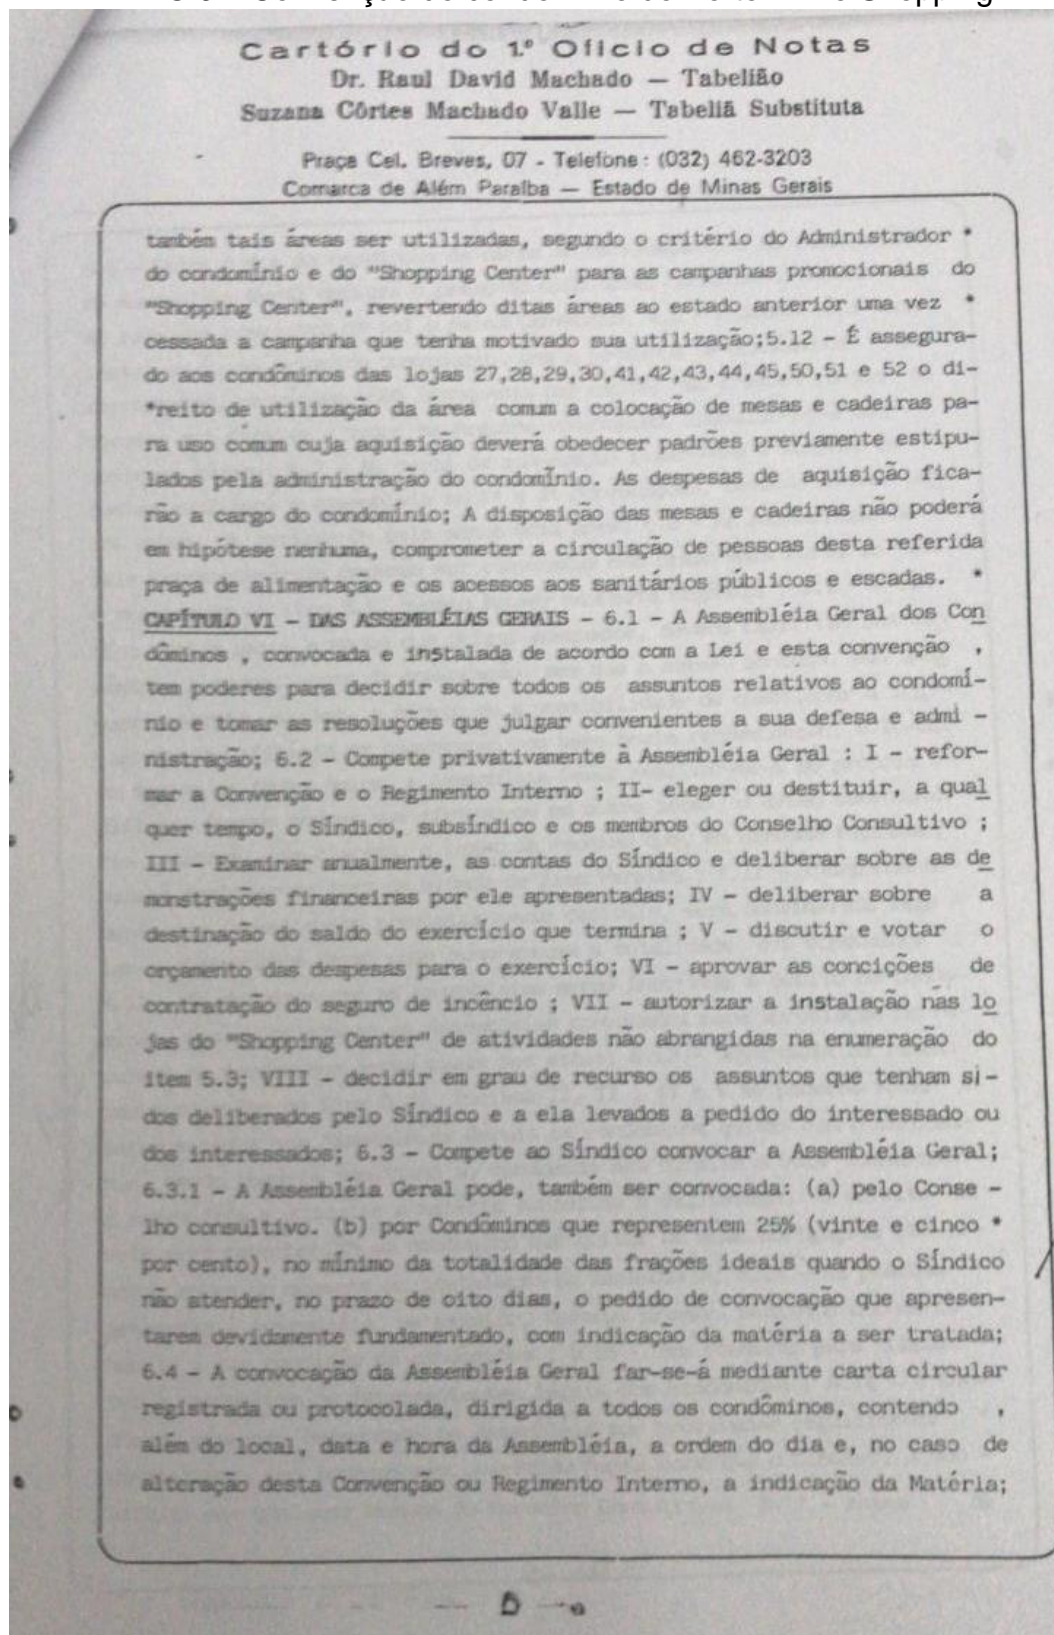 Cartório do 1.º Ofício de Notas
Dr. Raul David Machado — Tabelião
Suzana Côrtes Machado Valle — Tabeliã Substituta
Praça Cel. Breves, 07 - Telefone: (032) 462-3203
Comarca de Além Paraíba — Estado de Minas Gerais
também tais áreas ser utilizadas, segundo o critério do Administrador *
do condomínio e do "Shopping Center" para as campanhas promocionais do
"Shopping Center", revertendo ditas áreas ao estado anterior uma vez *
cessada a campanha que tenha motivado sua utilização;5.12 - É assegura-
do aos condôminos das lojas 27,28,29,30,41,42,43,44,45,50,51 e 52 o di-
*reito de utilização da área comum a colocação de mesas e cadeiras pa-
ra uso comum cuja aquisição deverá obedecer padrões previamente estipu-
lados pela administração do condomínio. As despesas de aquisição fica-
rão a cargo do condomínio; A disposição das mesas e cadeiras não poderá
em hipótese nenhuma, comprometer a circulação de pessoas desta referida
praça de alimentação e os acessos aos sanitários públicos e escadas. *
CAPÍTULO VI - DAS ASSEMBLÉIAS GERAIS - 6.1 - A Assembléia Geral dos Con
dôminos , convocada e instalada de acordo com a Lei e esta convenção ,
tem poderes para decidir sobre todos os assuntos relativos ao condomí-
nio e tomar as resoluções que julgar convenientes a sua defesa e admi -
nistração; 6.2 - Compete privativamente à Assembléia Geral : I - refor-
mar a Convenção e o Regimento Interno ; II- eleger ou destituir, a qual
quer tempo, o Síndico, subsíndico e os membros do Conselho Consultivo ;
III - Examinar anualmente, as contas do Síndico e deliberar sobre as de
monstrações financeiras por ele apresentadas; IV - deliberar sobre a
destinação do saldo do exercício que termina ; V - discutir e votar o
orçamento das despesas para o exercício; VI - aprovar as concições de
contratação do seguro de incêncio ; VII - autorizar a instalação nas lo
jas do "Shopping Center" de atividades não abrangidas na enumeração do
item 5.3; VIII - decidir em grau de recurso os assuntos que tenham si-
dos deliberados pelo Síndico e a ela levados a pedido do interessado ou
dos interessados; 6.3 - Compete ao Síndico convocar a Assembléia Geral;
6.3.1 - A Assembléia Geral pode, também ser convocada: (a) pelo Conse -
lho consultivo. (b) por Condôminos que representem 25% (vinte e cinco *
por cento), no mínimo da totalidade das frações ideais quando o Síndico
não atender, no prazo de oito dias, o pedido de convocação que apresen-
tarem devidamente fundamentado, com indicação da matéria a ser tratada;
6.4 - A convocação da Assembléia Geral far-se-á mediante carta circular
registrada ou protocolada, dirigida a todos os condôminos, contendo ,
além do local, data e hora da Assembléia, a ordem do dia e, no caso de
alteração desta Convenção ou Regimento Interno, a indicação da Matéria;